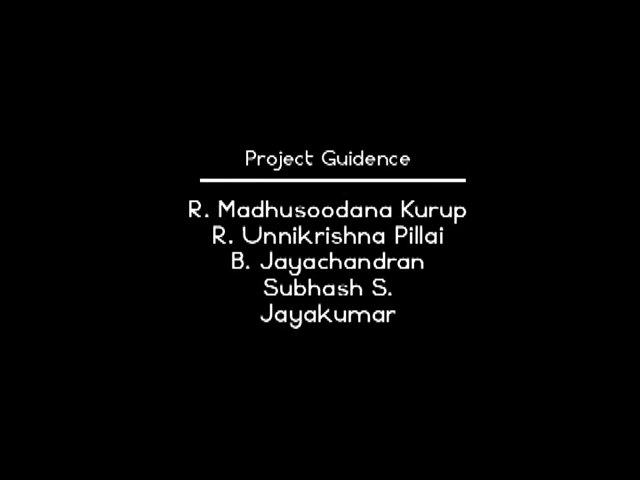 Project Guidence
R. Madhusoodana Kurup
R. Unnikrishna Pillai
B. Jayachandran
Subhash S.
Jayakumar